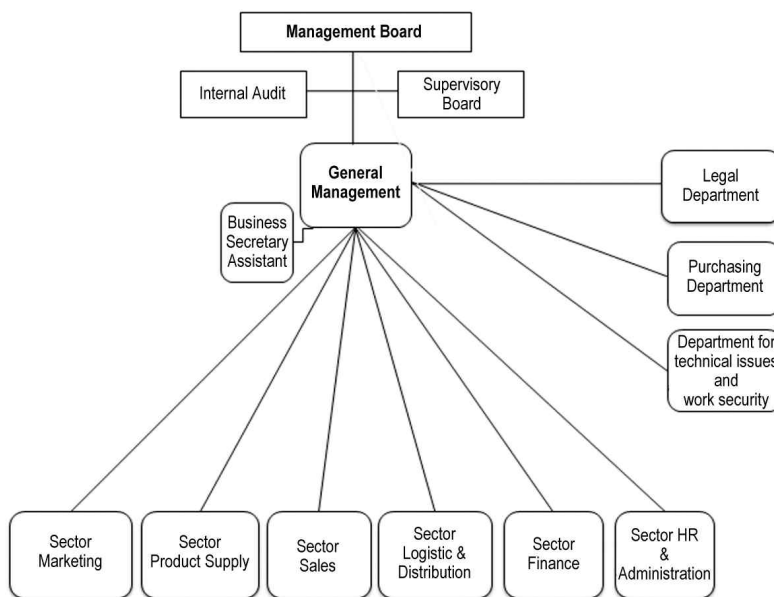 Management Board
Internal Audit
Supervisory
Board
General
Management
Legal
Department
Business
Secretary
Assistant
Purchasing
Department
Department for
technical issues
and
work security
Sector
Marketing
Sector
Product Supply
Sector
Sales
Sector
Logistic &
Distribution
Sector
Finance
Sector HR
&
Administration